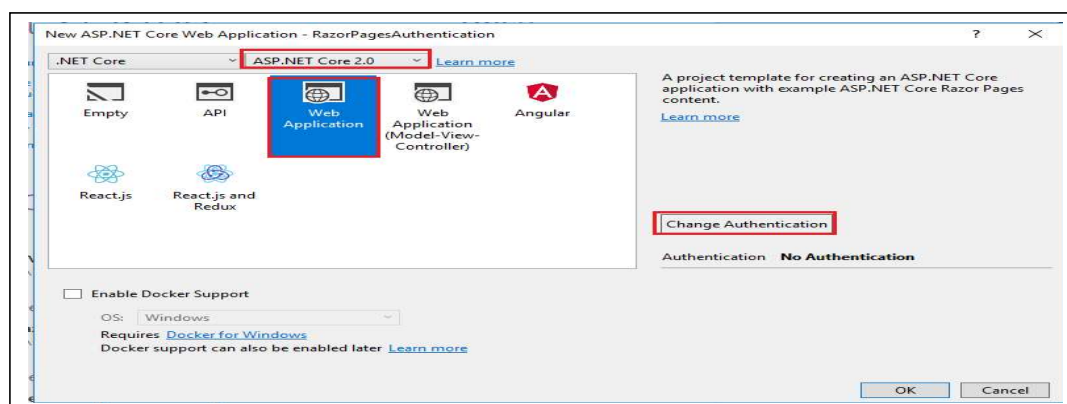 New ASP.NET Core Web Application - RazorPagesAuthentication
.NET Core
ASP.NET Core 2.0
Learn more
Empty
API
Web
Application
Web
Application
(Model-View-
Controller)
Angular
React.js
React.js and
Redux
A project template for creating an ASP.NET Core
application with example ASP.NET Core Razor Pages
content.
Learn more
Change Authentication
Authentication No Authentication
Enable Docker Support
OS: Windows
Requires Docker for Windows
Docker support can also be enabled later Learn more
OK
Cancel